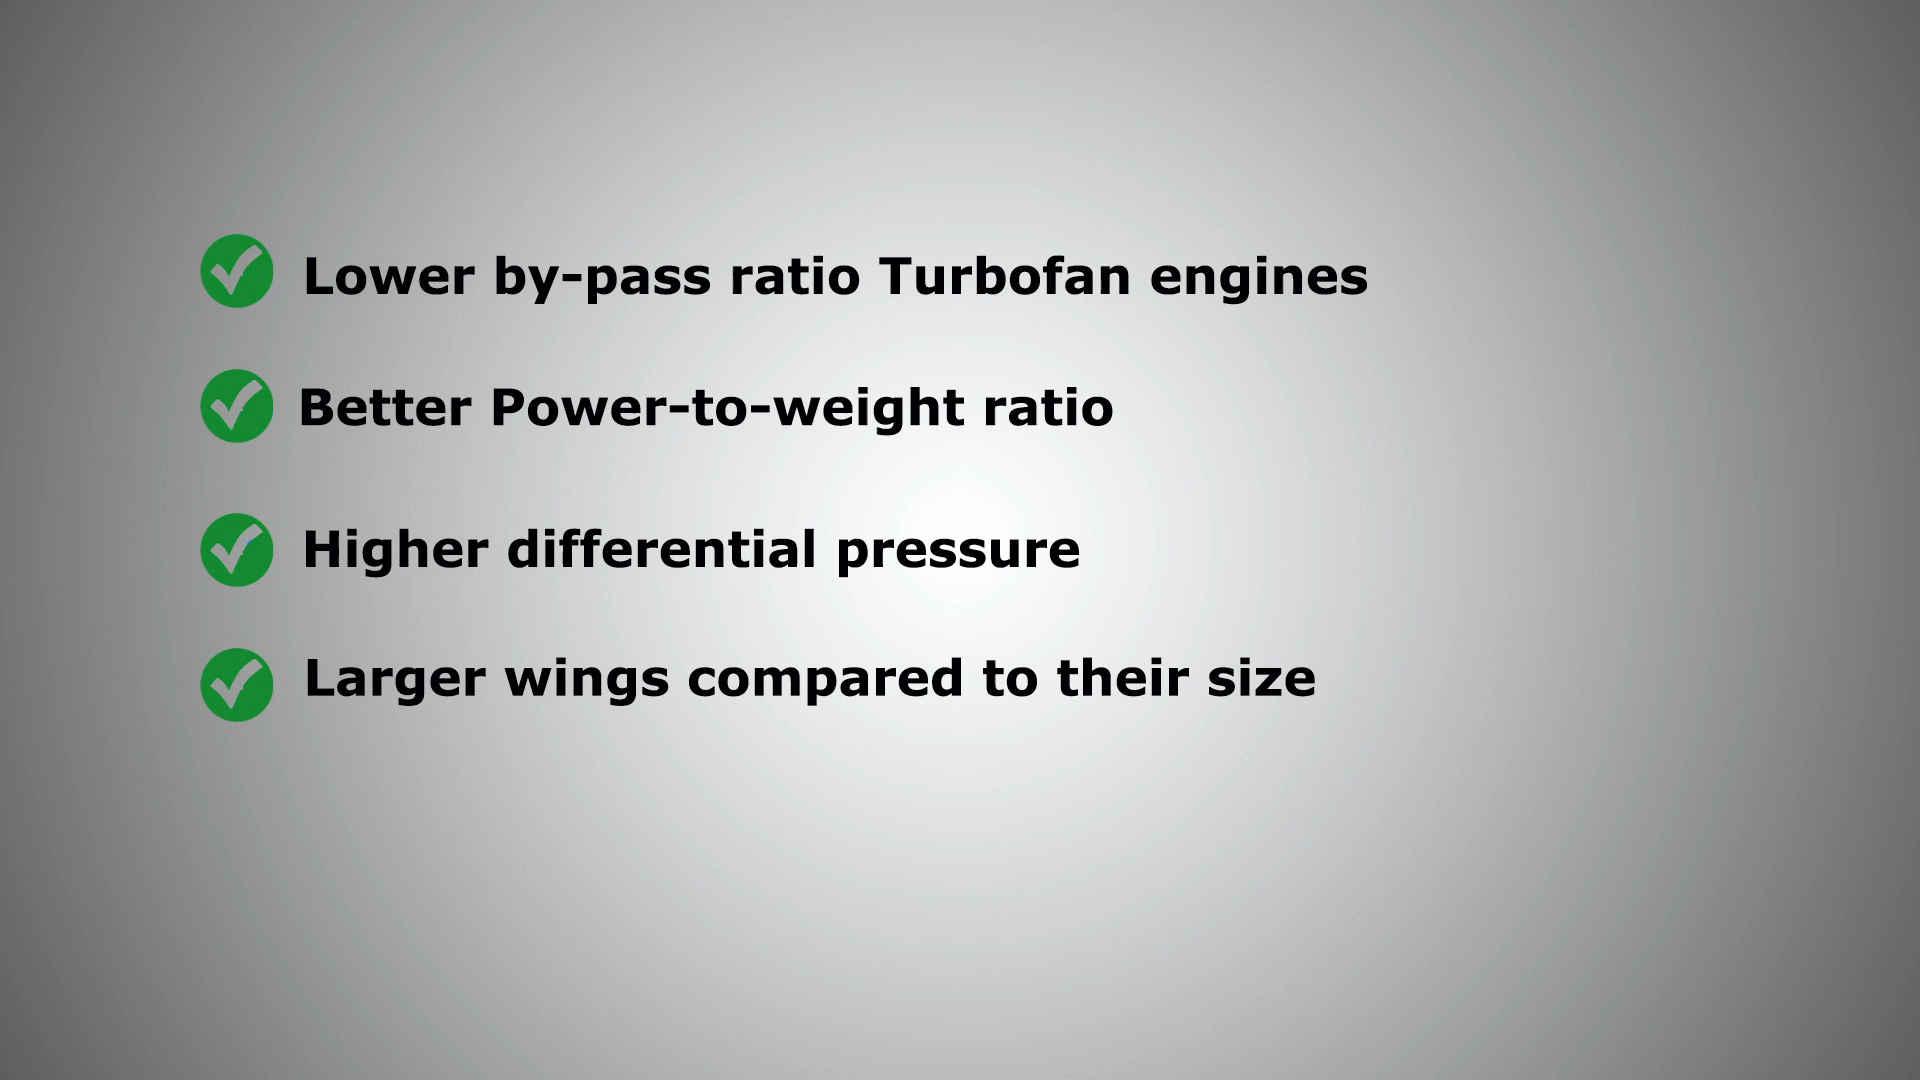 Lower by-pass ratio Turbofan engines
Better Power-to-weight ratio
Higher differential pressure
Larger wings compared to their size